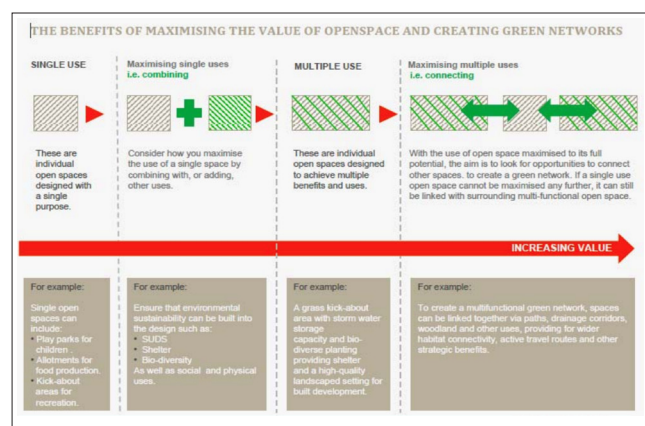 THE BENEFITS OF MAXIMISING THE VALUE OF OPENSPACE AND CREATING GREEN NETWORKS
SINGLE USE
These are
individual
open spaces
designed with
a single
purpose.
Maximising single uses
i.e. combining
Consider how you maximise
the use of a single space by
combining with, or adding,
other uses.
MULTIPLE USE
These are individual
open spaces designed
to achieve multiple
benefits and uses.
Maximising multiple uses
i.e. connecting
With the use of open space maximised to its full
potential, the aim is to look for opportunities to connect
other spaces. to create a green network. If a single use
open space cannot be maximised any further, it can still
be linked with surrounding multi-functional open space.
INCREASING VALUE
For example:
Single open
spaces can
include:
• Play parks for
children .
• Allotments for
food production.
• Kick-about
areas for
recreation.
For example:
Ensure that environmental
sustainability can be built into
the design such as:
• SUDS
• Shelter
• Bio-diversity
As well as social and physical
uses.
For example:
A grass kick-about
area with storm water
storage
capacity and bio-
diverse planting
providing shelter
and a high-quality
landscaped setting for
built development.
For example:
To create a multifunctional green network, spaces
can be linked together via paths, drainage corridors,
woodland and other uses, providing for wider
habitat connectivity, active travel routes and other
strategic benefits.